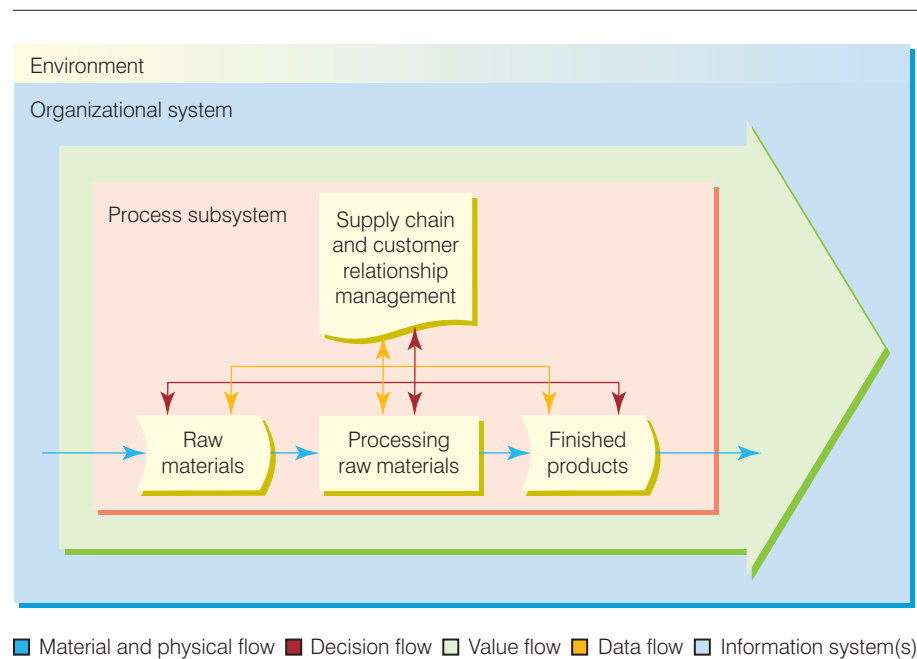 Environment
Organizational system
Process subsystem
Supply chain
and customer
relationship
management
Raw
materials
Processing
raw materials
Finished
products
Material and physical flow Decision flow Value flow Data flow Information system(s)